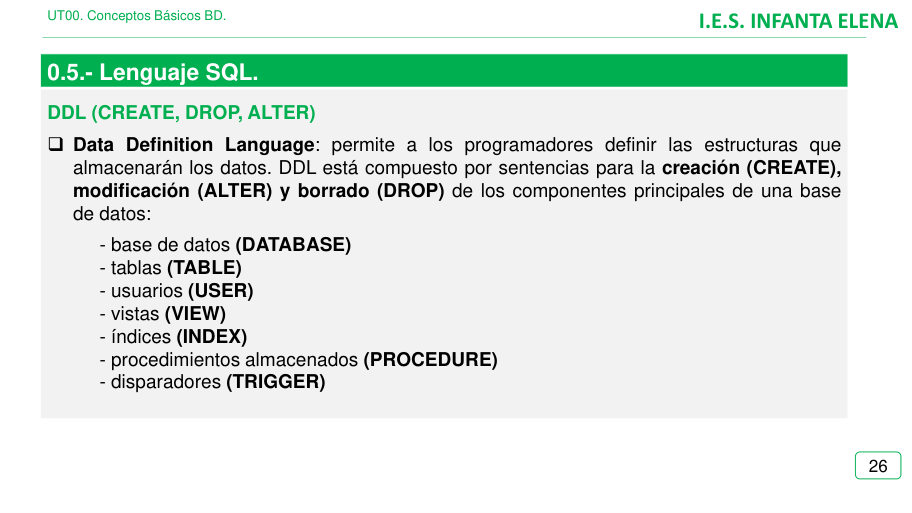 UT00. Conceptos Básicos BD.
I.E.S. INFANTA ELENA
0.5.- Lenguaje SQL.
DDL (CREATE, DROP, ALTER)
❑ Data Definition Language: permite a los programadores definir las estructuras que
almacenarán los datos. DDL está compuesto por sentencias para la creación (CREATE),
modificación (ALTER) y borrado (DROP) de los componentes principales de una base
de datos:
- base de datos (DATABASE)
- tablas (TABLE)
- usuarios (USER)
- vistas (VIEW)
- índices (INDEX)
- procedimientos almacenados (PROCEDURE)
- disparadores (TRIGGER)
26